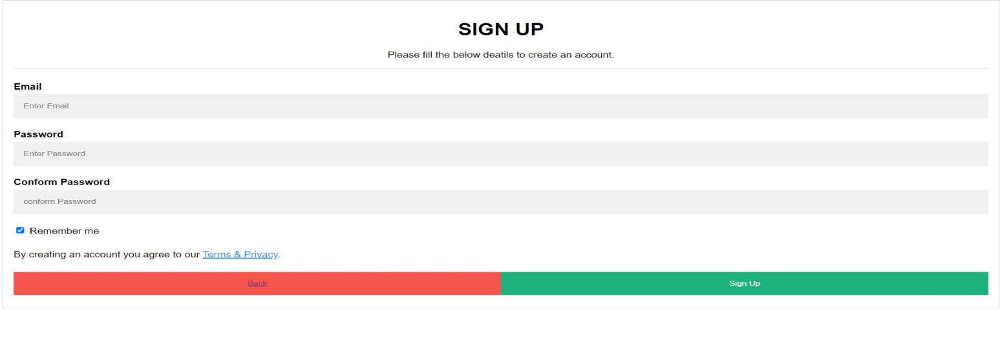 SIGN UP
Please fill the below deatils to create an account.
Email
Enter Email
Password
Enter Password
Conform Password
conform Password
Remember me
By creating an account you agree to our Terms & Privacy.
Back Sign Up